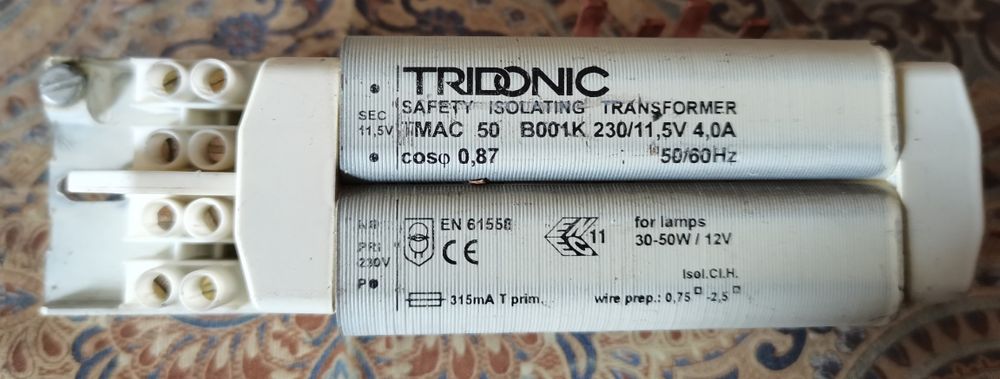 TRIDONIC
SAFETY ISOLATING TRANSFORMER
SEC
11,5V
TMAC 50 B001K 230/11,5V 4,0A
cosφ 0,87
50/60Hz
PRI
230V
EN 61558
CE
11
for lamps
30-50W / 12V
Isol.Cl.H.
315mA T prim.
wire prep.: 0,75 □ -2,5 □